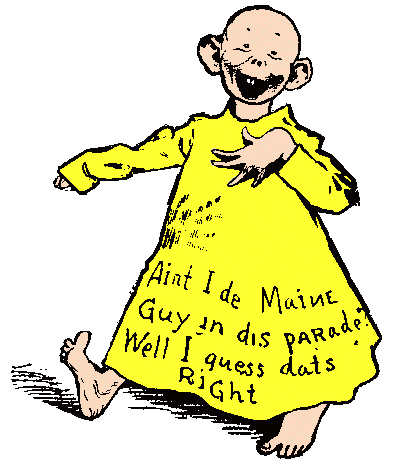 Aint I de Maine
Guy in dis parade?
Well I guess dats
Right